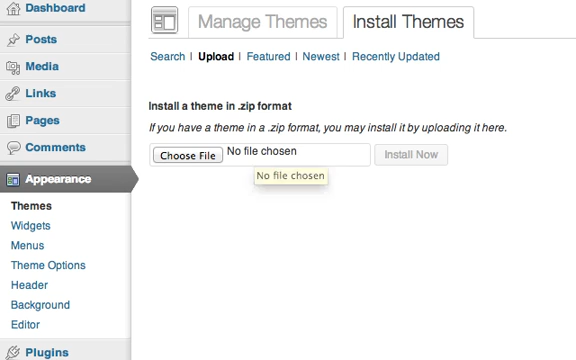 Dashboard
Posts
Media
Links
Pages
Comments
Appearance
Themes
Widgets
Menus
Theme Options
Header
Background
Editor
Plugins
Manage Themes
Install Themes
Search | Upload | Featured | Newest | Recently Updated
Install a theme in .zip format
If you have a theme in a .zip format, you may install it by uploading it here.
Choose File No file chosen Install Now
No file chosen